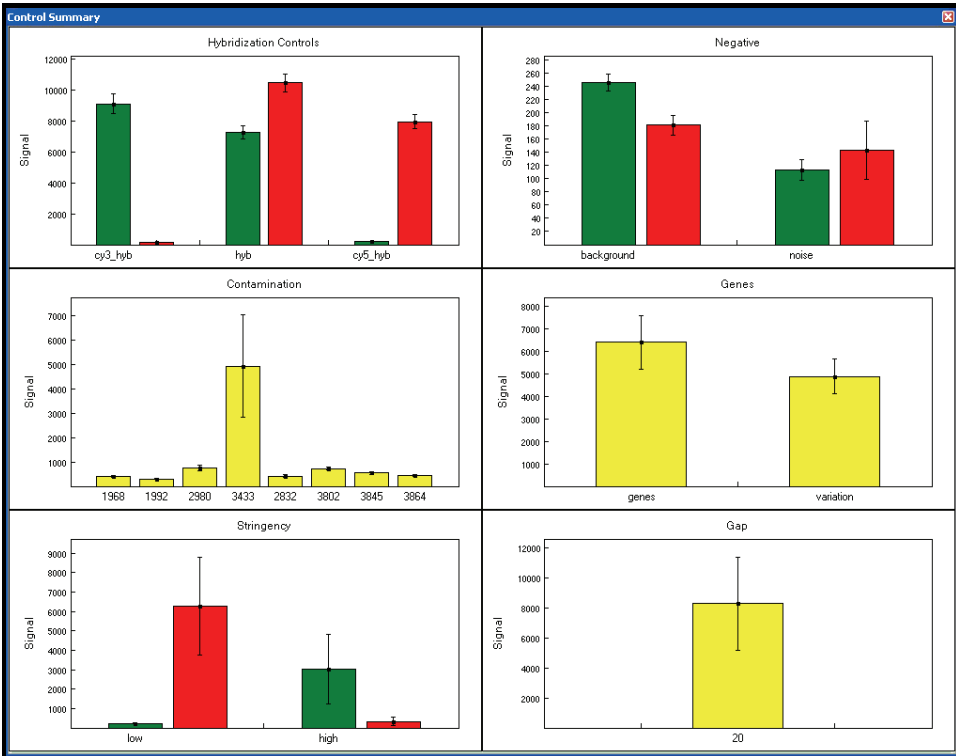 Control Summary
Hybridization Controls
Signal
12000
10000
8000
6000
4000
2000
cy3_hyb hyb cy5_hyb
Negative
Signal
280
260
240
220
200
180
160
140
120
100
80
60
40
20
background noise
Contamination
Signal
7000
6000
5000
4000
3000
2000
1000
1968 1992 2980 3433 2832 3802 3845 3864
Genes
Signal
8000
7000
6000
5000
4000
3000
2000
1000
genes variation
Stringency
Signal
9000
8000
7000
6000
5000
4000
3000
2000
1000
low high
Gap
Signal
12000
10000
8000
6000
4000
2000
20